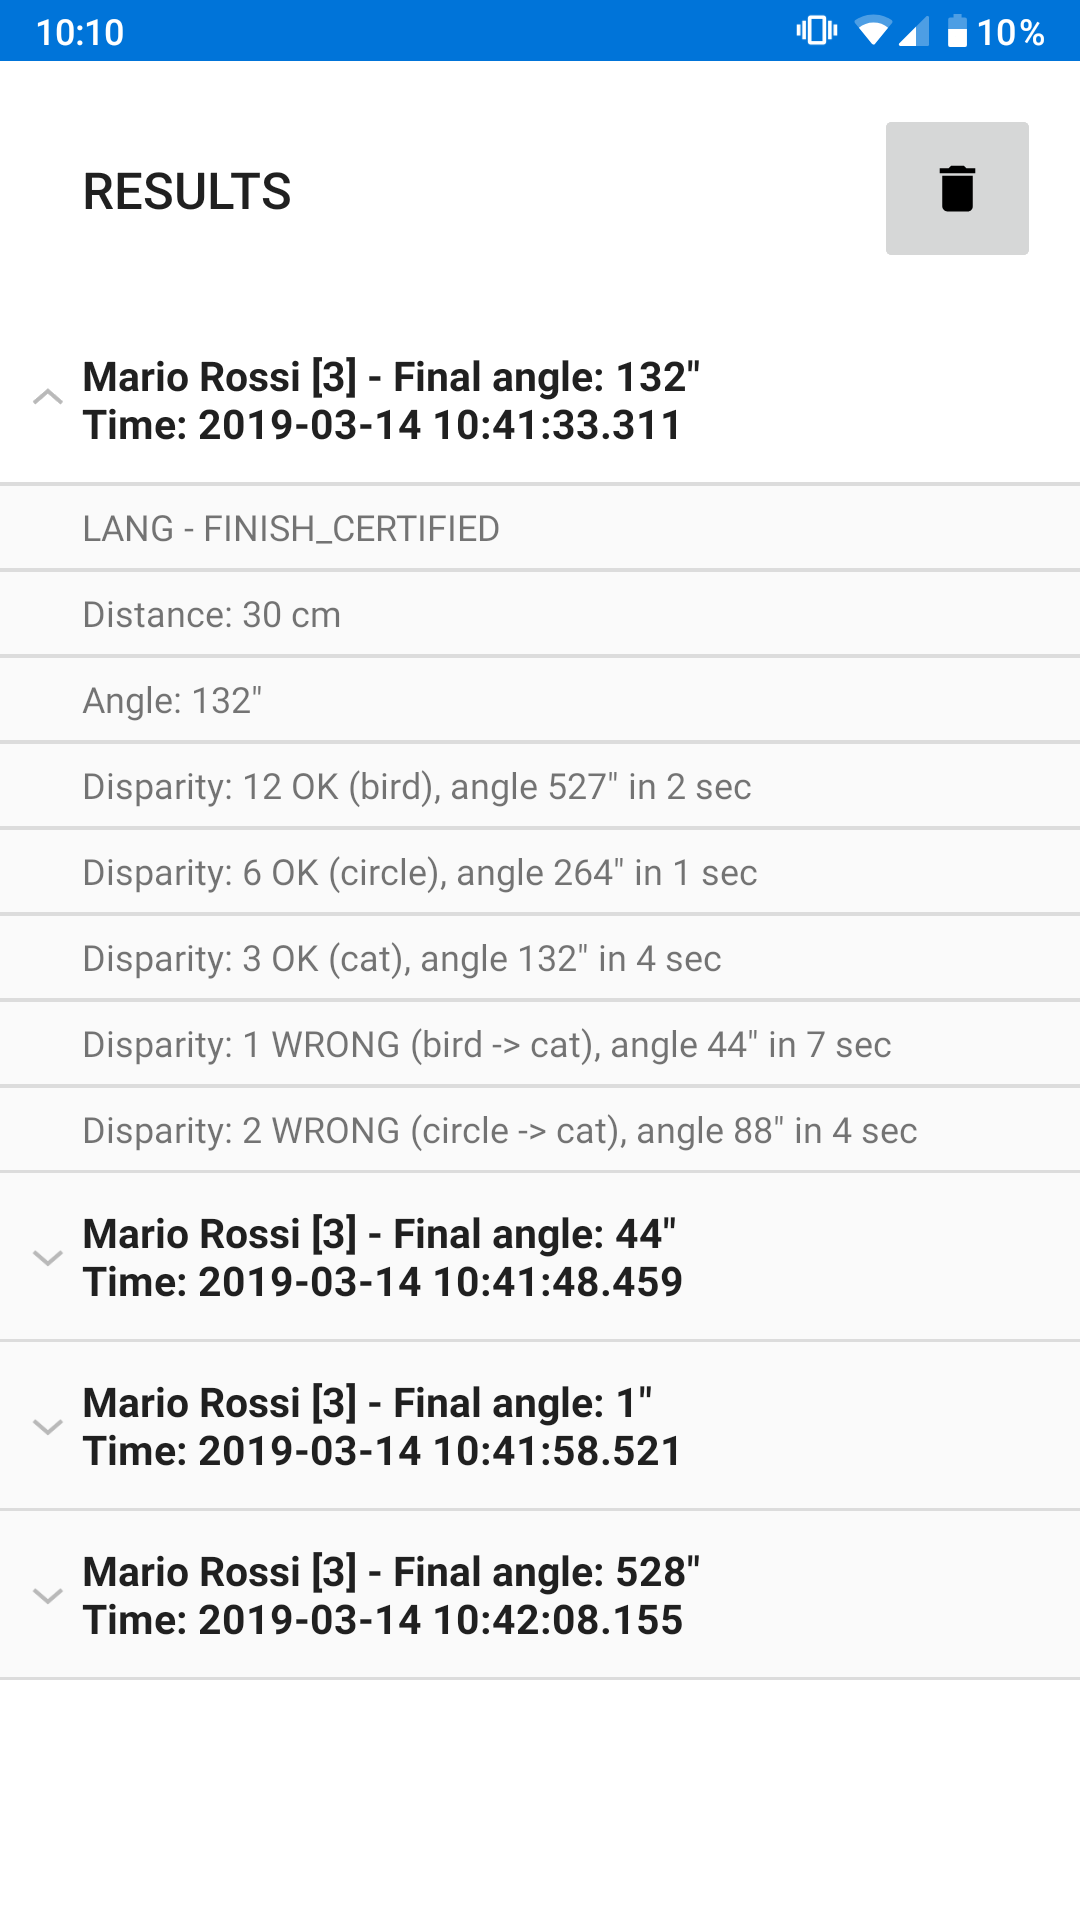 10:10
10%
RESULTS
Mario Rossi [3] - Final angle: 132"
Time: 2019-03-14 10:41:33.311
LANG - FINISH_CERTIFIED
Distance: 30 cm
Angle: 132"
Disparity: 12 OK (bird), angle 527" in 2 sec
Disparity: 6 OK (circle), angle 264" in 1 sec
Disparity: 3 OK (cat), angle 132" in 4 sec
Disparity: 1 WRONG (bird -> cat), angle 44" in 7 sec
Disparity: 2 WRONG (circle -> cat), angle 88" in 4 sec
Mario Rossi [3] - Final angle: 44"
Time: 2019-03-14 10:41:48.459
Mario Rossi [3] - Final angle: 1"
Time: 2019-03-14 10:41:58.521
Mario Rossi [3] - Final angle: 528"
Time: 2019-03-14 10:42:08.155